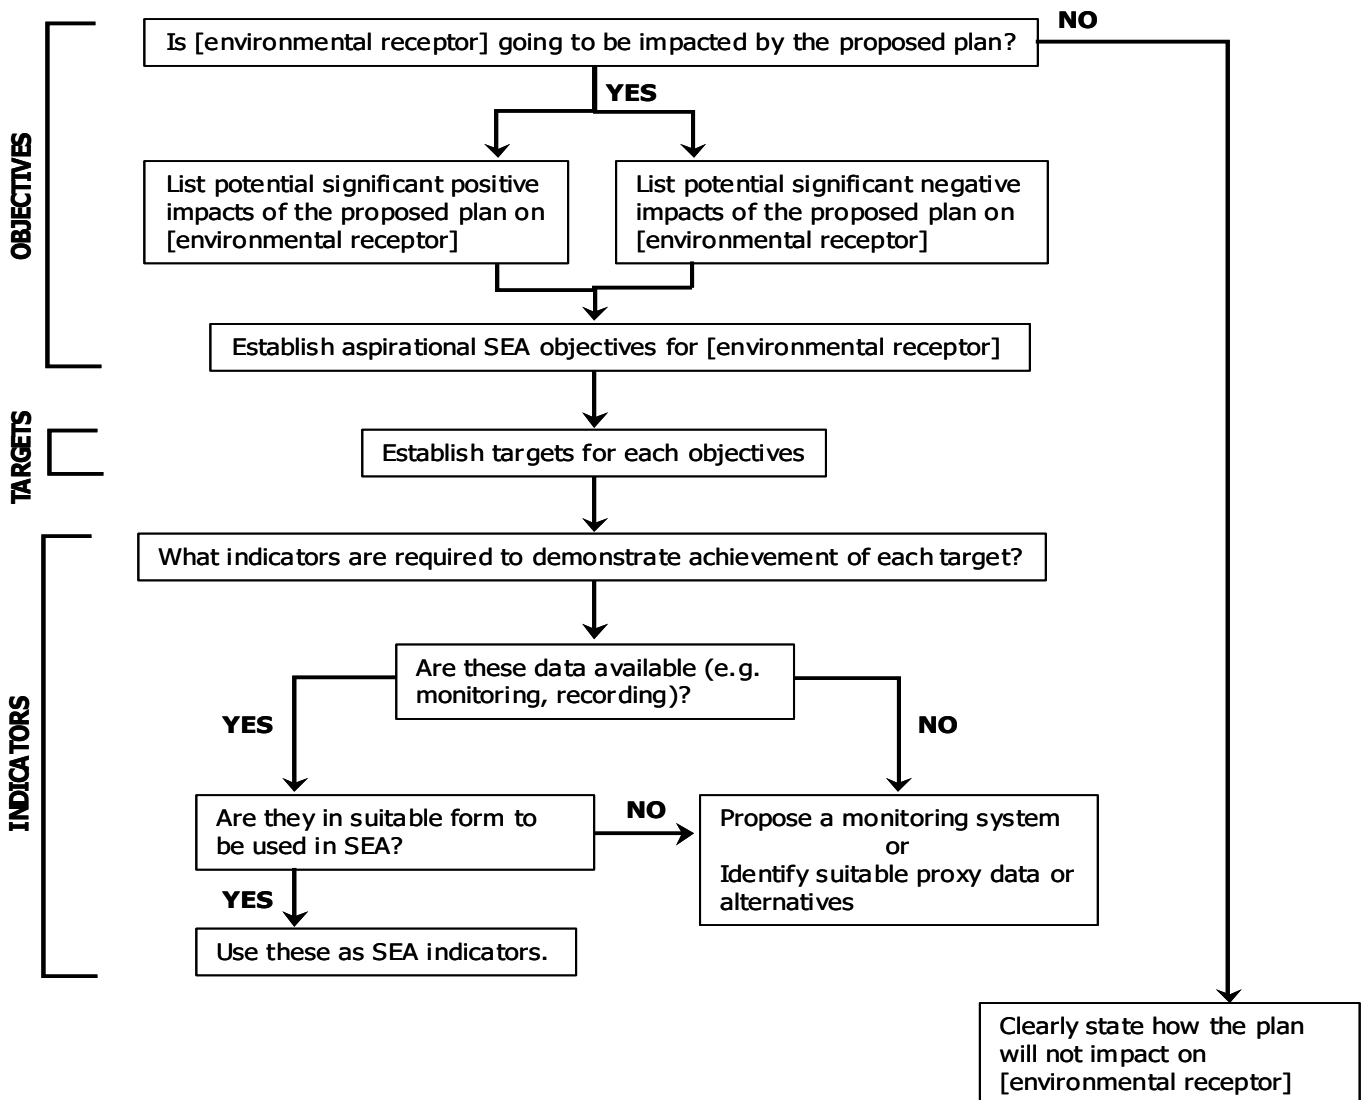 NO
Is [environmental receptor] going to be impacted by the proposed plan?
YES
OBJECTIVES
List potential significant positive
impacts of the proposed plan on
[environmental receptor]
List potential significant negative
impacts of the proposed plan on
[environmental receptor]
Establish aspirational SEA objectives for [environmental receptor]
TARGETS
Establish targets for each objectives
INDICATORS
What indicators are required to demonstrate achievement of each target?
Are these data available (e.g.
monitoring, recording)?
YES
NO
Are they in suitable form to
be used in SEA?
NO
Propose a monitoring system
or
Identify suitable proxy data or
alternatives
YES
Use these as SEA indicators.
Clearly state how the plan
will not impact on
[environmental receptor]